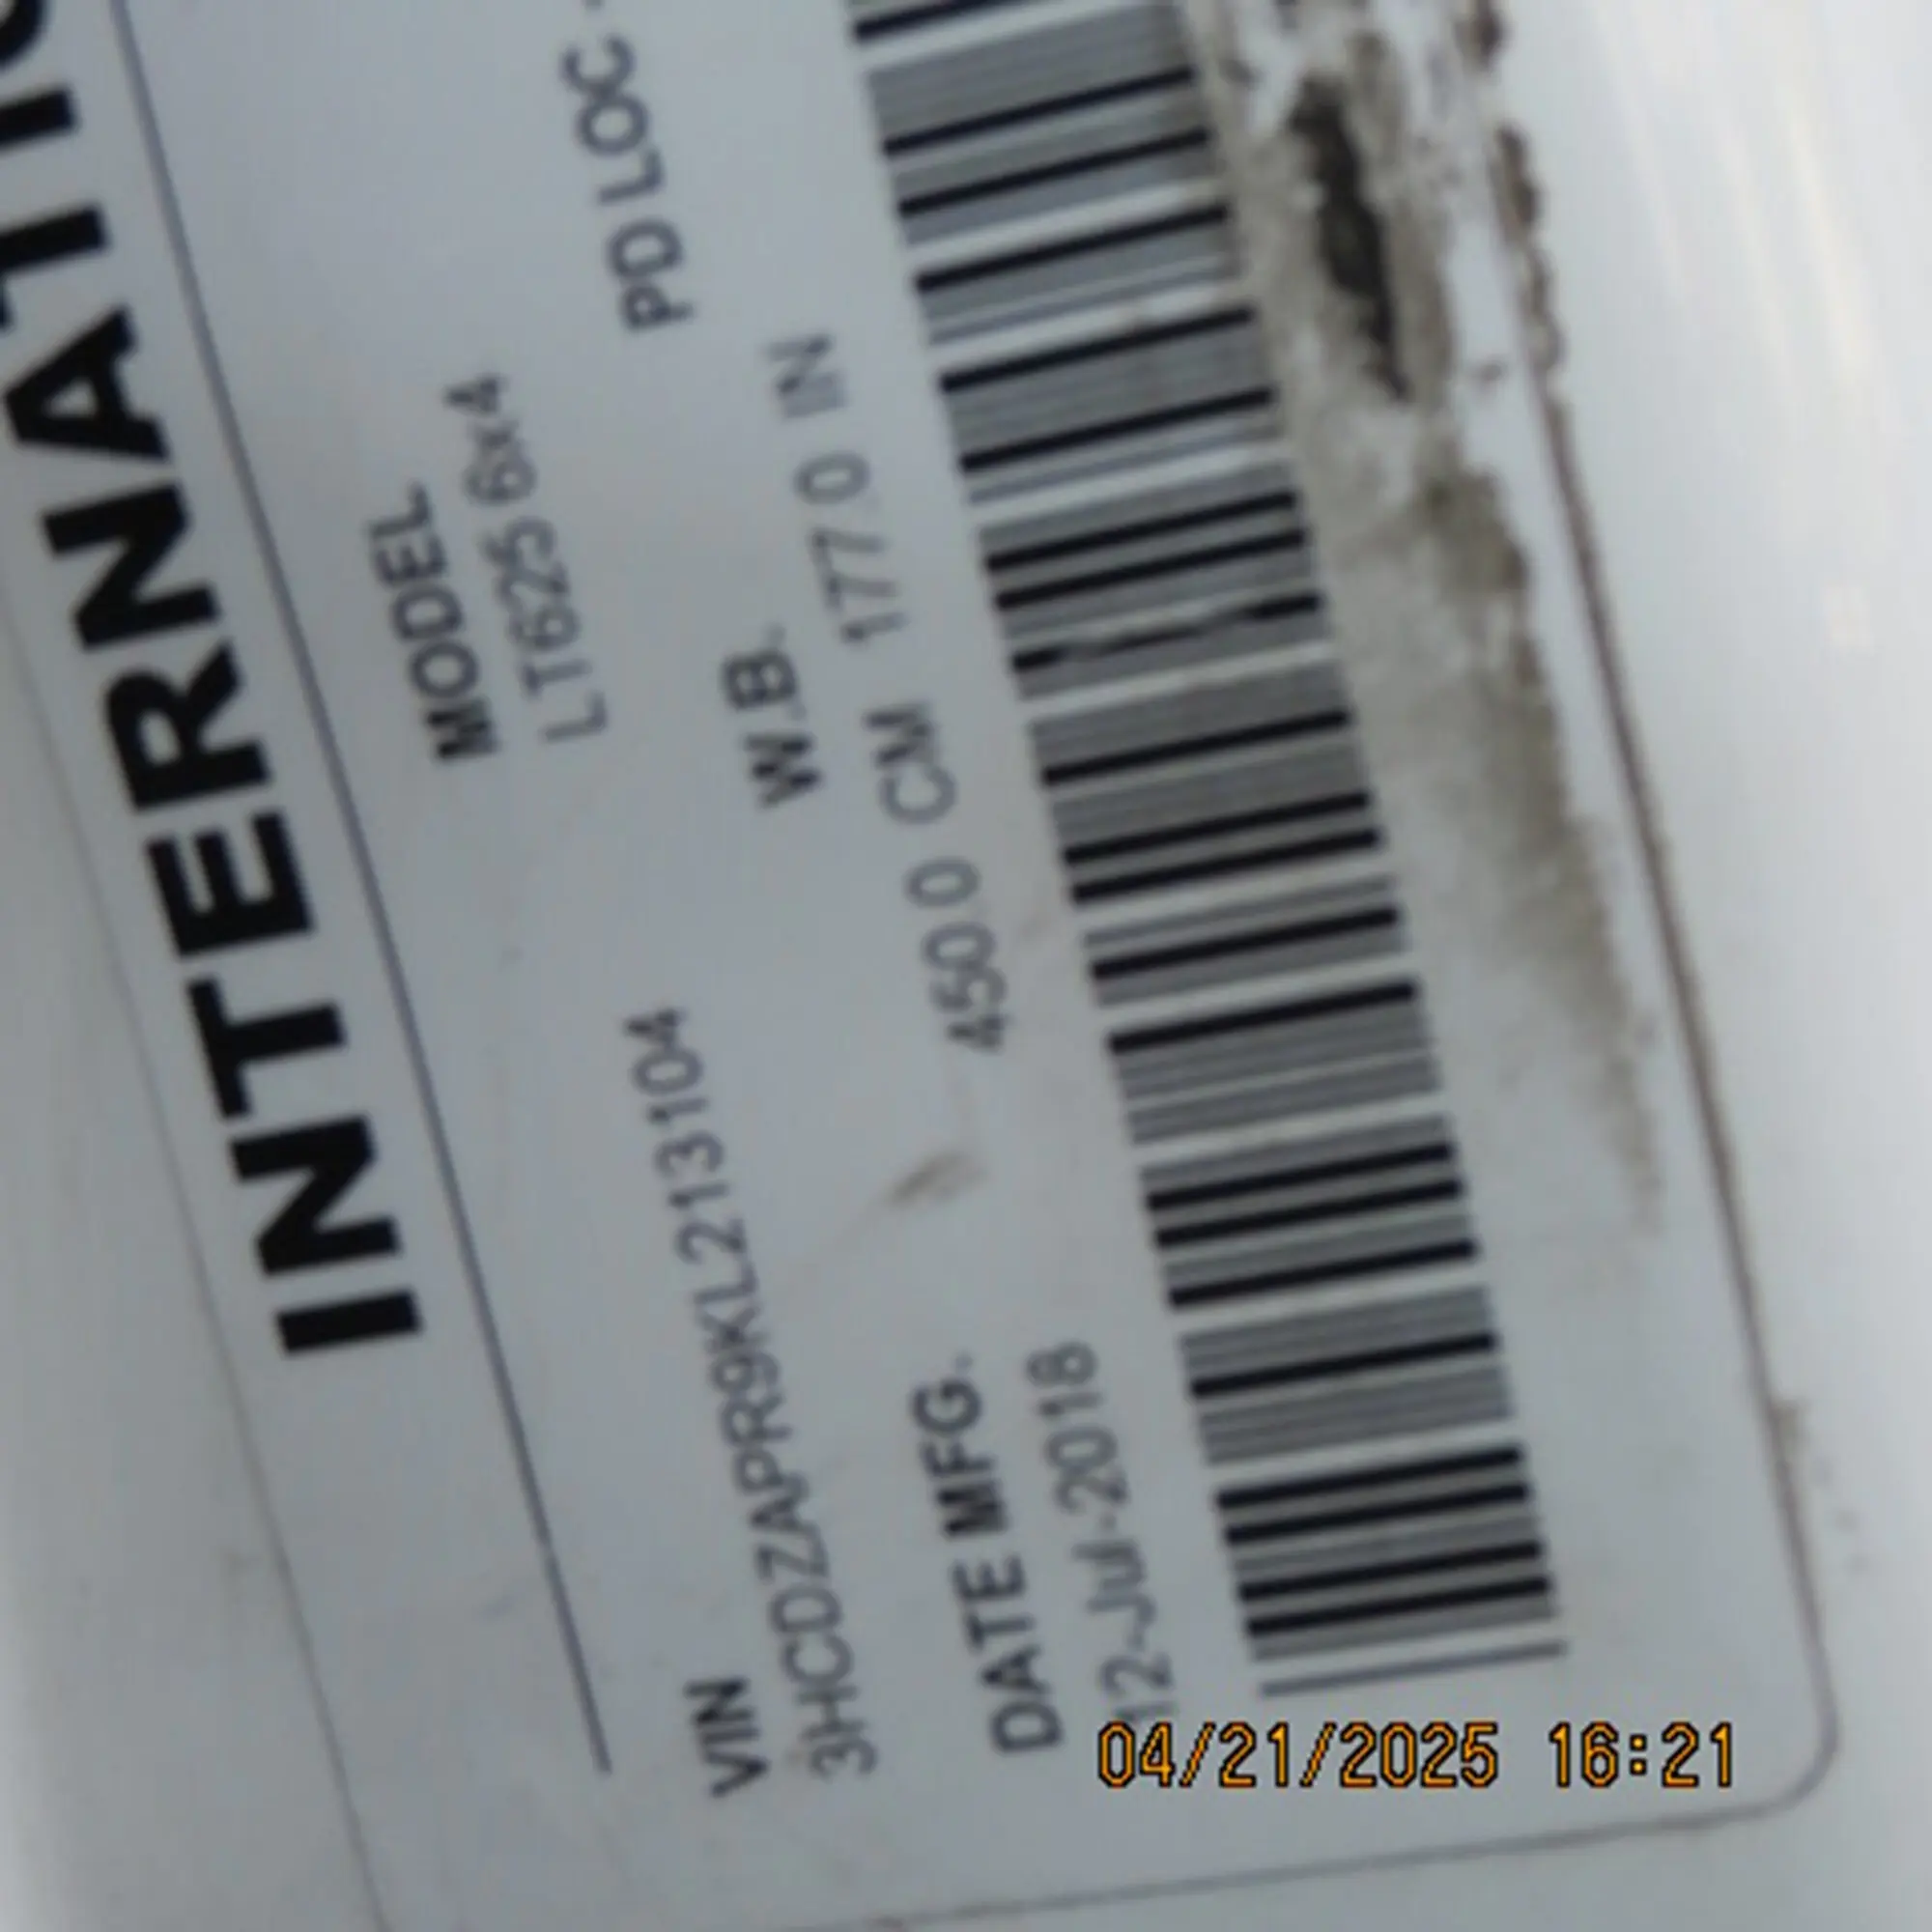 INTERNATIO
MODEL
LT625 6x4
PD LOC -
VIN
3HCDZAPR9KL213104
W.B.
450.0 CM 177.0 IN
DATE MFG.
12-Jul-2018
04/21/2025 16:21